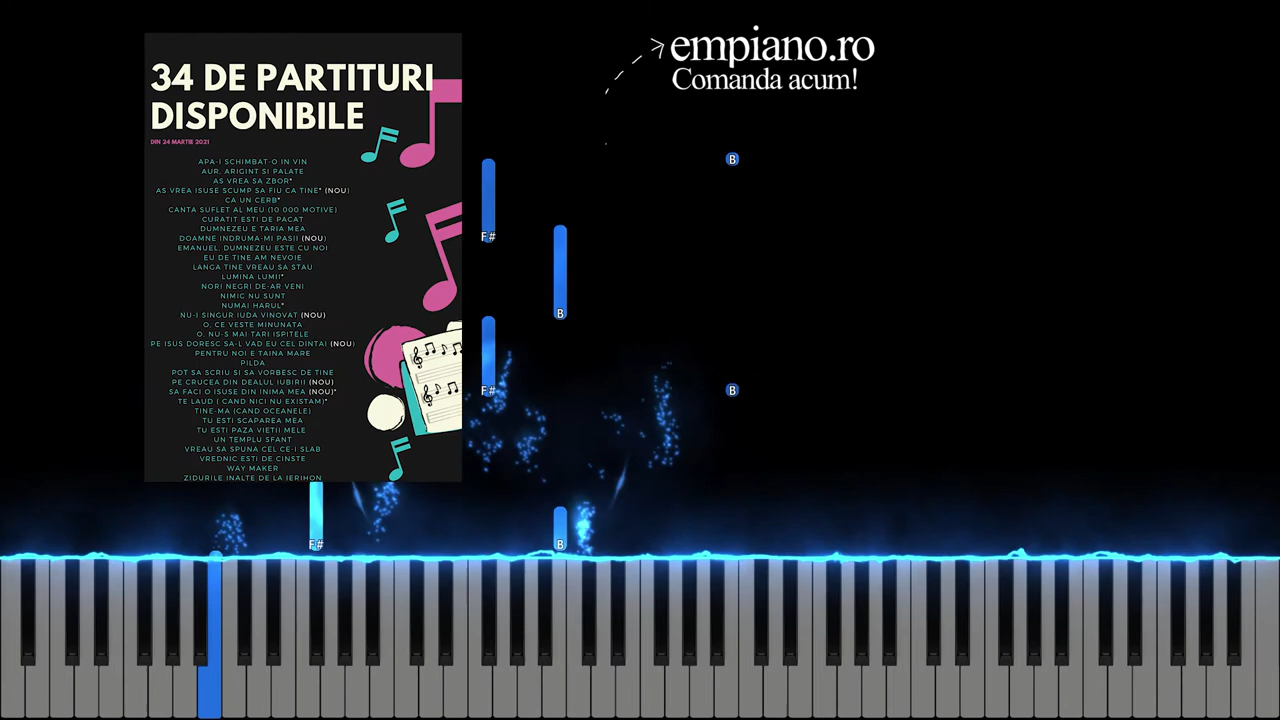 empiano.ro
Comanda acum!
34 DE PARTITURI
DISPONIBILE
DIN 24 MARTIE 2021
APA-I SCHIMBAT-O IN VIN
AUR, ARGINT SI PALATE
AS VREA SA ZBOR*
AS VREA ISUSE SCUMP SA FIU CA TINE* (NOU)
CA UN CERB*
CANTA SUFLET AL MEU (10 000 MOTIVE)
CURATIT ESTI DE PACAT
DUMNEZEU E TARIA MEA
DOAMNE INDRUMA-MI PASII (NOU)
EMANUEL, DUMNEZEU ESTE CU NOI
EU DE TINE AM NEVOIE
LANGA TINE VREAU SA STAU
LUMINA LUMII*
NORI NEGRI DE-AR VENI
NIMIC NU SUNT
NUMAI HARUL*
NU-I SINGUR IUDA VINOVAT (NOU)
O, CE VESTE MINUNATA
O, NU-S MAI TARI ISPITELE
PE ISUS DORESC SA-L VAD EU CEL DINTAI (NOU)
PENTRU NOI E TAINA MARE
PILDA
POT SA SCRIU SI SA VORBESC DE TINE
PE CRUCEA DIN DEALUL IUBIRII (NOU)
SA FACI O ISUSE DIN INIMA MEA (NOU)*
TE LAUD ( CAND NICI NU EXISTAM)*
TINE-MA (CAND OCEANELE)
TU ESTI SCAPAREA MEA
TU ESTI PAZA VIETII MELE
UN TEMPLU SFANT
VREAU SA SPUNA CEL CE-I SLAB
VREDNIC ESTI DE CINSTE
WAY MAKER
ZIDURILE INALTE DE LA IERIHON
B
F#
B
F#
B
F#
B